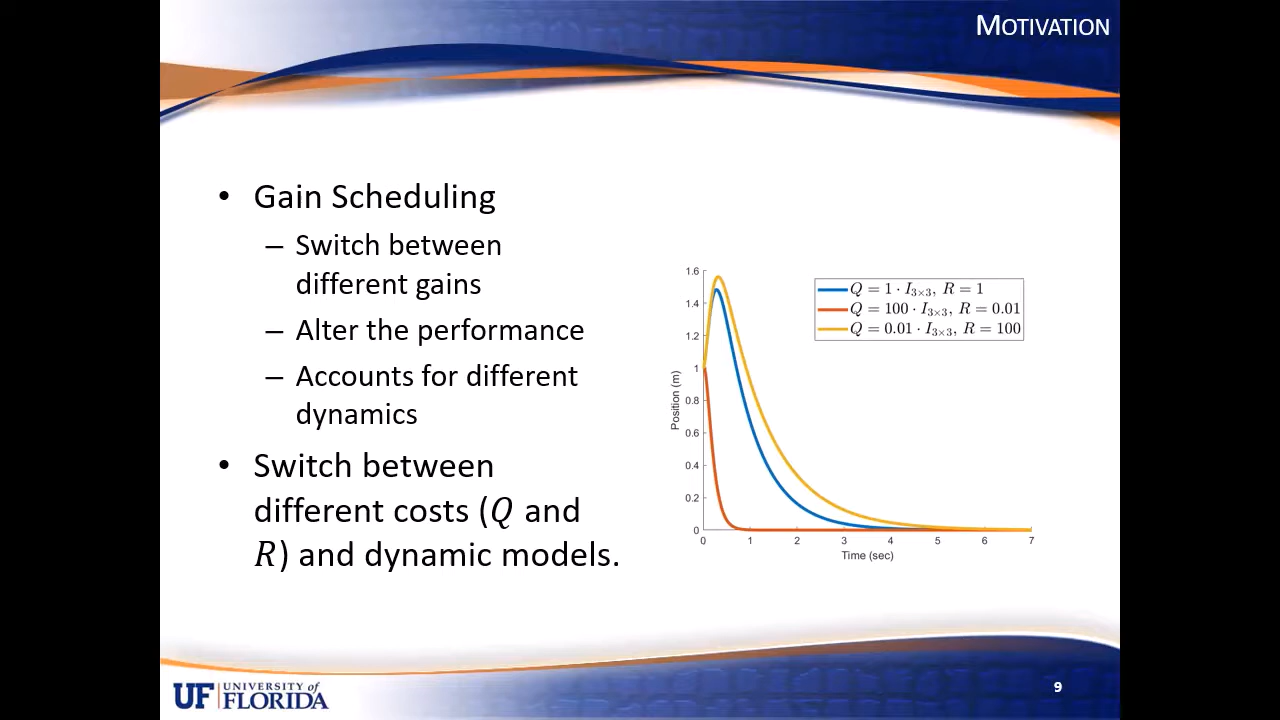 MOTIVATION
• Gain Scheduling
– Switch between
different gains
– Alter the performance
– Accounts for different
dynamics
• Switch between
different costs (Q and
R) and dynamic models.
1.6
1.4
1.2
1
0.8
0.6
0.4
0.2
0
Position (m)
Q = 1 · I₃ₓ₃, R = 1
Q = 100 · I₃ₓ₃, R = 0.01
Q = 0.01 · I₃ₓ₃, R = 100
0 1 2 3 4 5 6 7
Time (sec)
UF UNIVERSITY of
FLORIDA
9